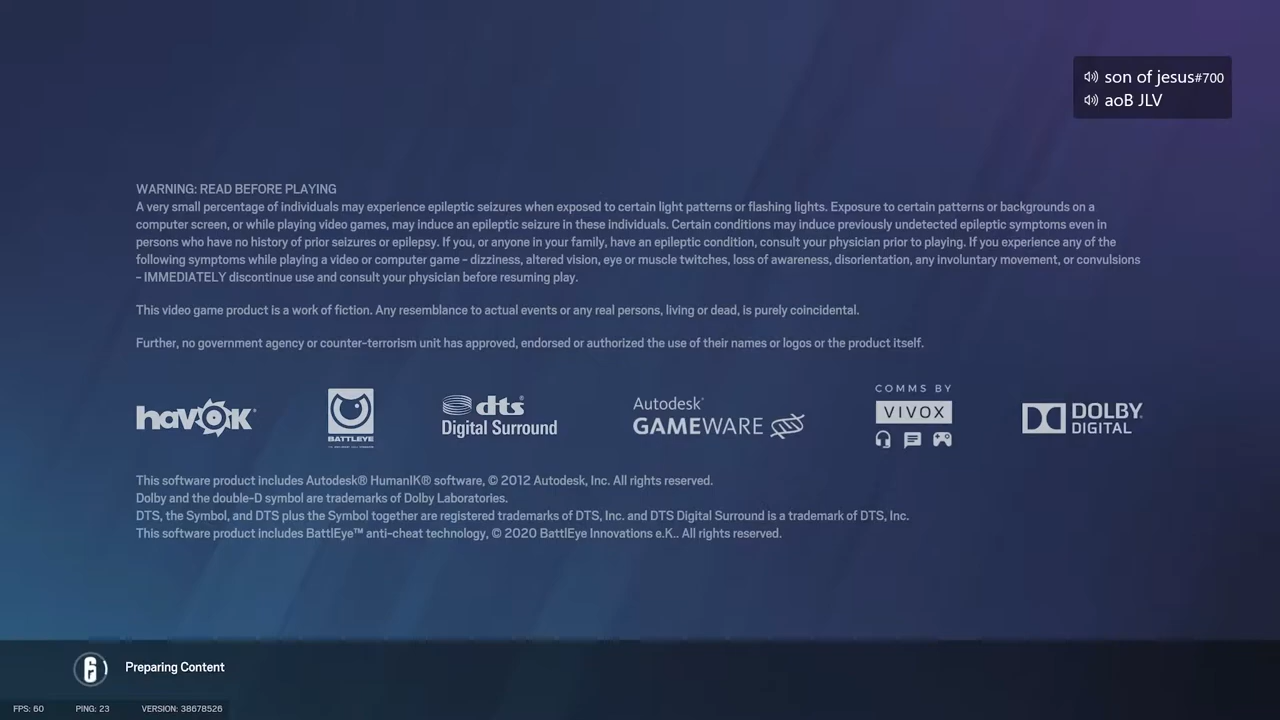 son of jesus#700
aoB JLV
WARNING: READ BEFORE PLAYING
A very small percentage of individuals may experience epileptic seizures when exposed to certain light patterns or flashing lights. Exposure to certain patterns or backgrounds on a
computer screen, or while playing video games, may induce an epileptic seizure in these individuals. Certain conditions may induce previously undetected epileptic symptoms even in
persons who have no history of prior seizures or epilepsy. If you, or anyone in your family, have an epileptic condition, consult your physician prior to playing. If you experience any of the
following symptoms while playing a video or computer game - dizziness, altered vision, eye or muscle twitches, loss of awareness, disorientation, any involuntary movement, or convulsions
- IMMEDIATELY discontinue use and consult your physician before resuming play.
This video game product is a work of fiction. Any resemblance to actual events or any real persons, living or dead, is purely coincidental.
Further, no government agency or counter-terrorism unit has approved, endorsed or authorized the use of their names or logos or the product itself.
havok®
BATTLEYE
dts®
Digital Surround
Autodesk®
GAMEWARE
COMMS BY
VIVOX
DOLBY®
DIGITAL
This software product includes Autodesk® HumanIK® software, © 2012 Autodesk, Inc. All rights reserved.
Dolby and the double-D symbol are trademarks of Dolby Laboratories.
DTS, the Symbol, and DTS plus the Symbol together are registered trademarks of DTS, Inc. and DTS Digital Surround is a trademark of DTS, Inc.
This software product includes BattlEye™ anti-cheat technology, © 2020 BattlEye Innovations e.K.. All rights reserved.
6 Preparing Content
FPS: 60 PING: 23 VERSION: 38678526